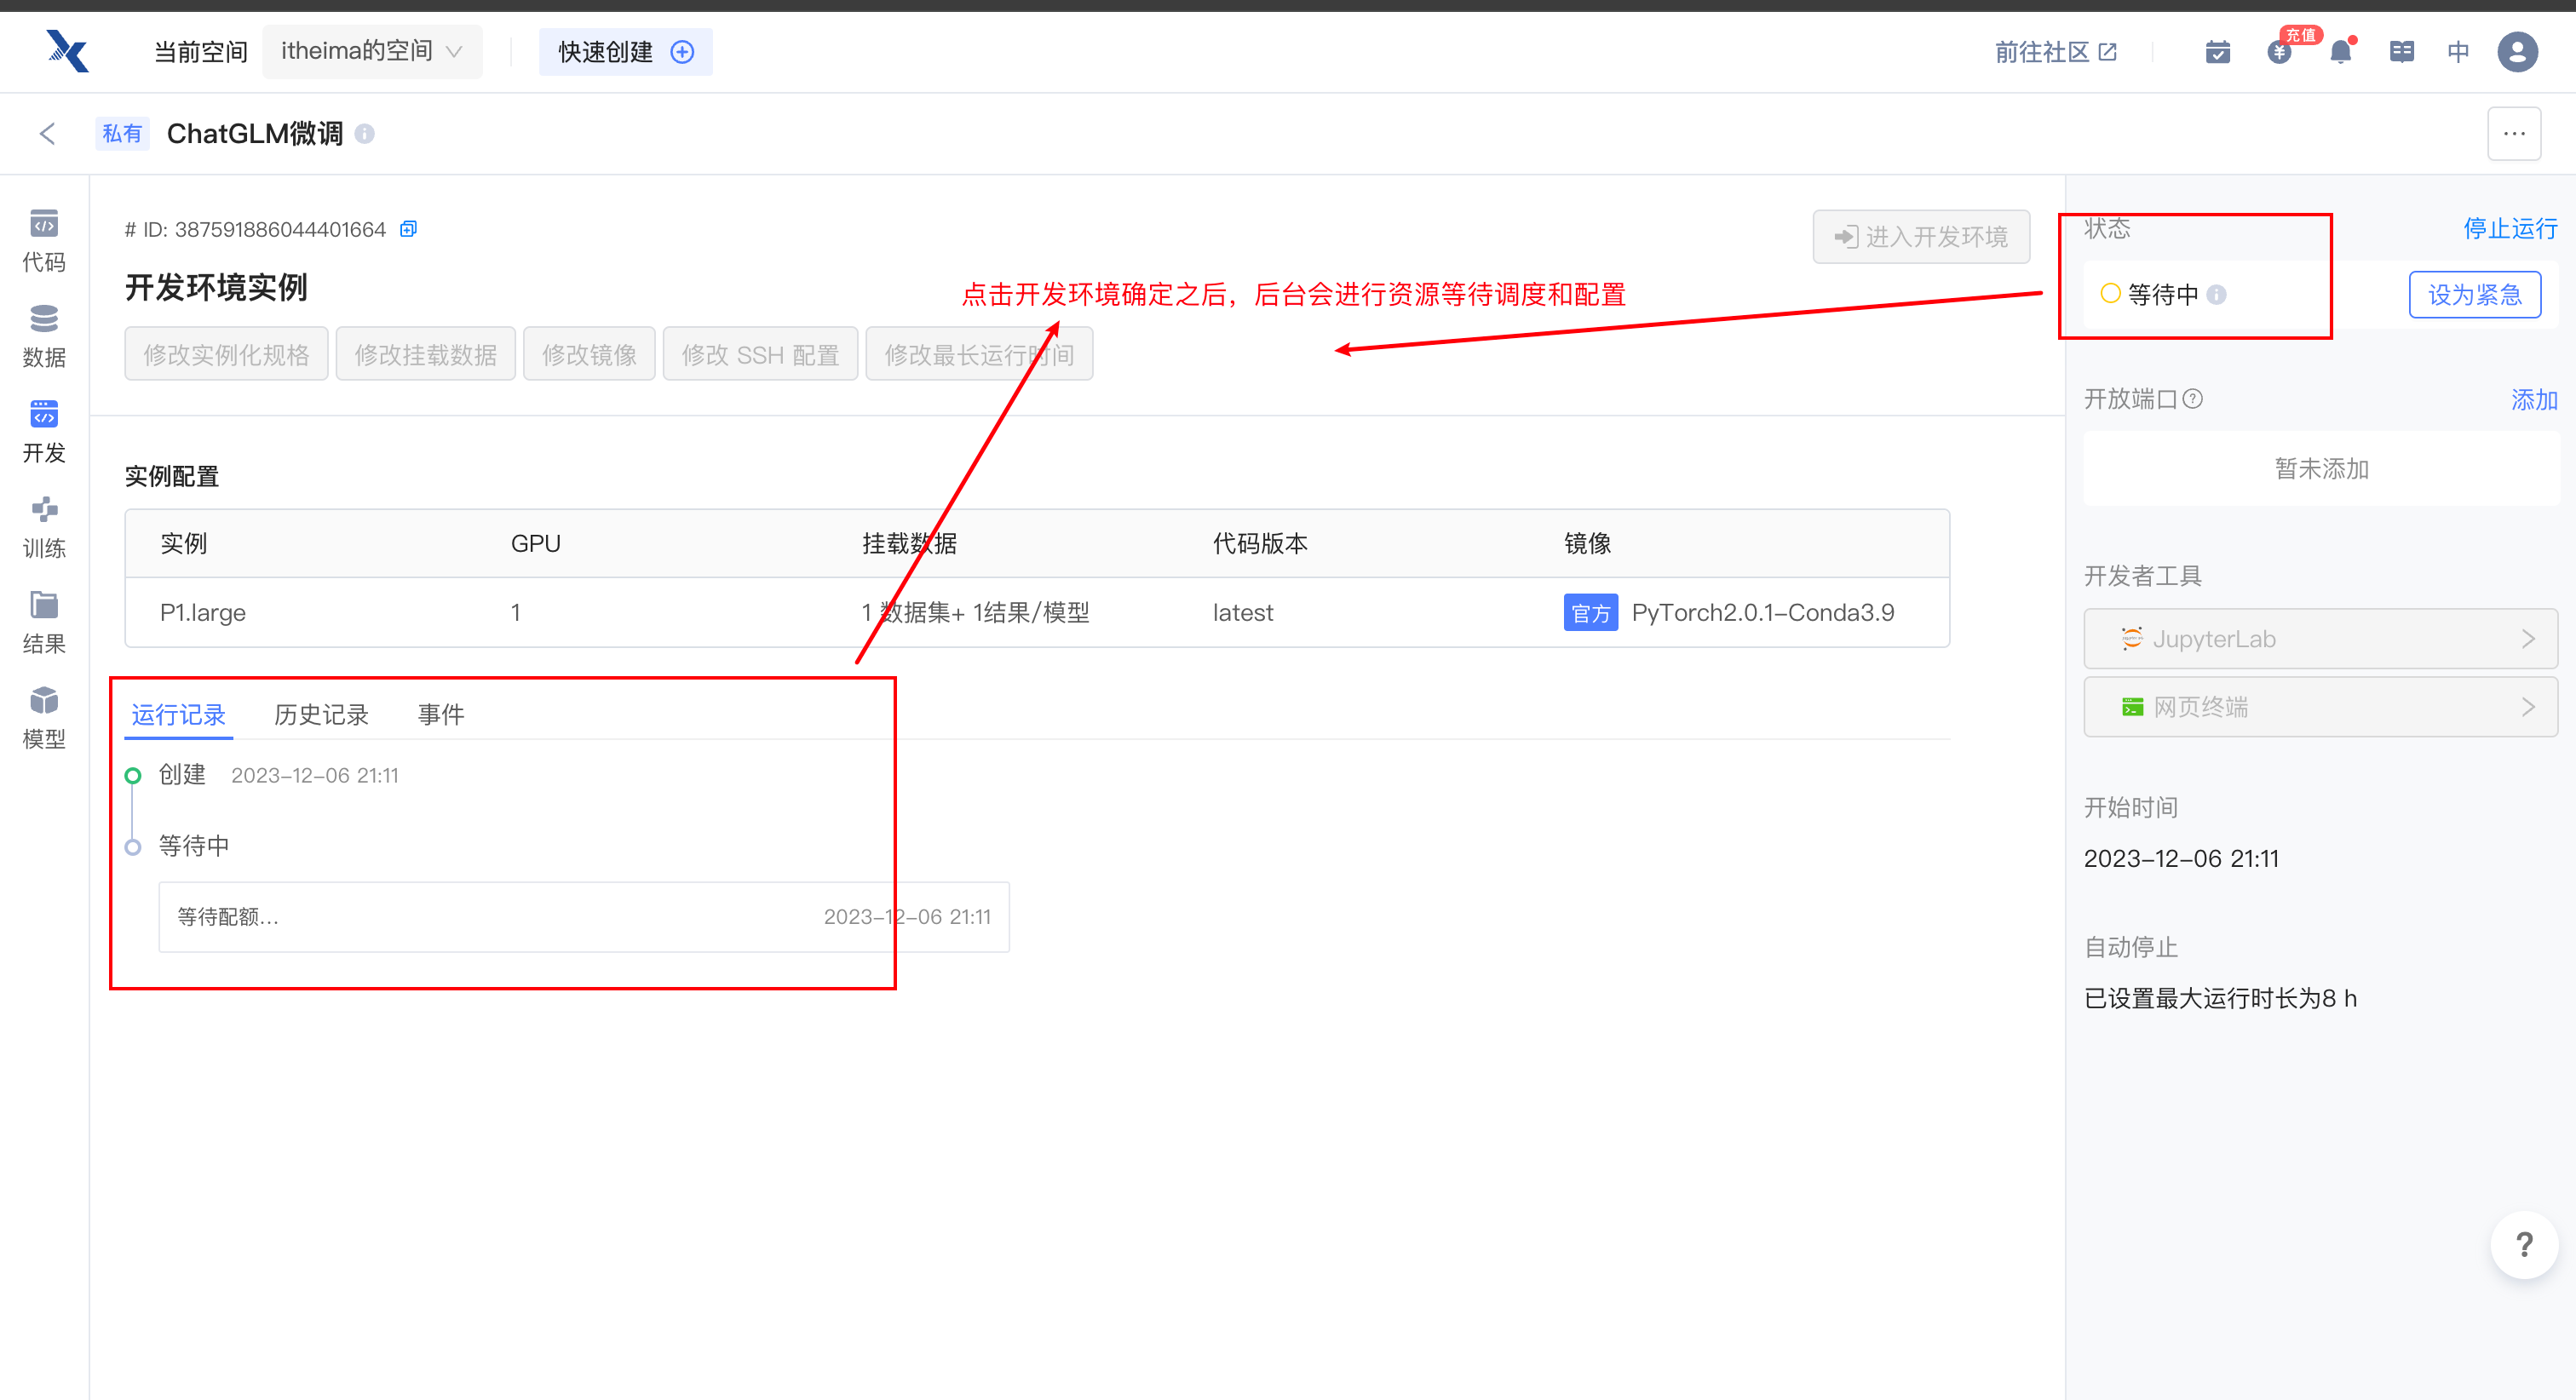 当前空间 itheima的空间 快速创建 前往社区 充值 中
私有 ChatGLM微调
代码
数据
开发
训练
结果
模型
# ID: 387591886044401664
进入开发环境
开发环境实例
点击开发环境确定之后，后台会进行资源等待调度和配置
修改实例化规格 修改挂载数据 修改镜像 修改 SSH 配置 修改最长运行时间
实例配置
实例 GPU 挂载数据 代码版本 镜像
P1.large 1 1 数据集+ 1结果/模型 latest 官方 PyTorch2.0.1-Conda3.9
运行记录 历史记录 事件
创建 2023-12-06 21:11
等待中
等待配额... 2023-12-06 21:11
状态 停止运行
等待中 设为紧急
开放端口 添加
暂未添加
开发者工具
JupyterLab
网页终端
开始时间
2023-12-06 21:11
自动停止
已设置最大运行时长为8 h